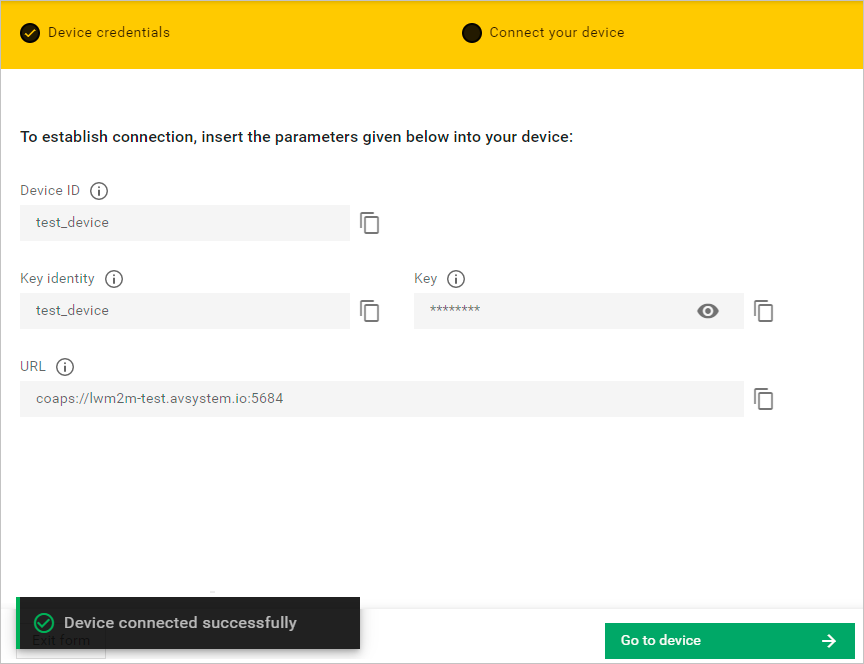 Device credentials
Connect your device
To establish connection, insert the parameters given below into your device:
Device ID
test_device
Key identity
Key
test_device
********
URL
coaps://lwm2m-test.avsystem.io:5684
Device connected successfully
Exit form
Go to device